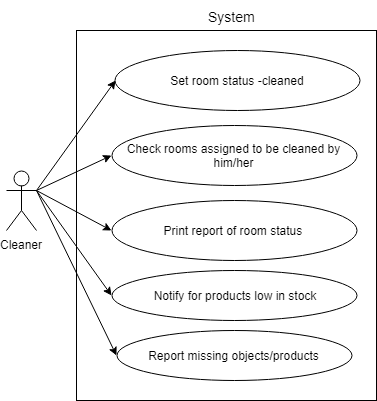 System
Set room status -cleaned
Check rooms assigned to be cleaned by
him/her
Print report of room status
Cleaner
Notify for products low in stock
Report missing objects/products